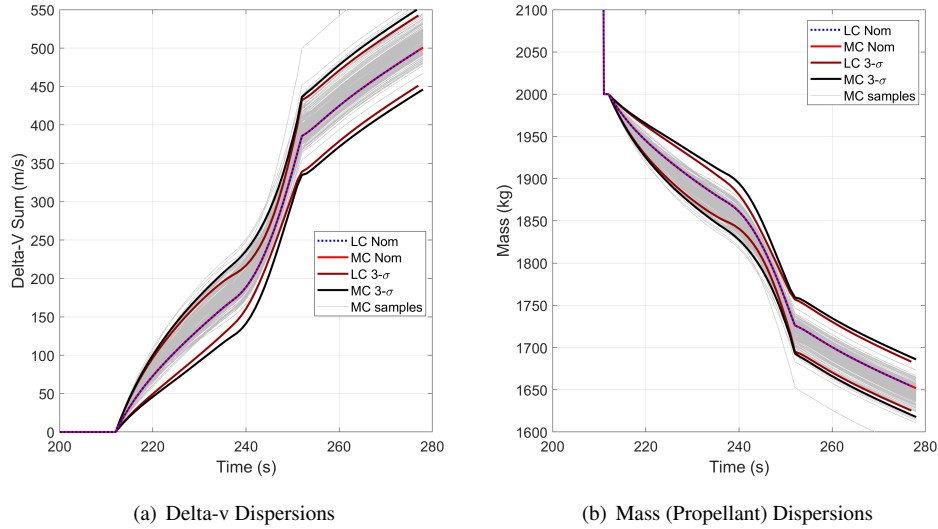 550
500
450
400
350
300
250
200
150
100
50
0
200
220
240
260
280
Delta-V Sum (m/s)
Time (s)
LC Nom
MC Nom
LC 3-σ
MC 3-σ
MC samples
(a) Delta-v Dispersions
2100
2050
2000
1950
1900
1850
1800
1750
1700
1650
1600
200
220
240
260
280
Mass (kg)
Time (s)
LC Nom
MC Nom
LC 3-σ
MC 3-σ
MC samples
(b) Mass (Propellant) Dispersions